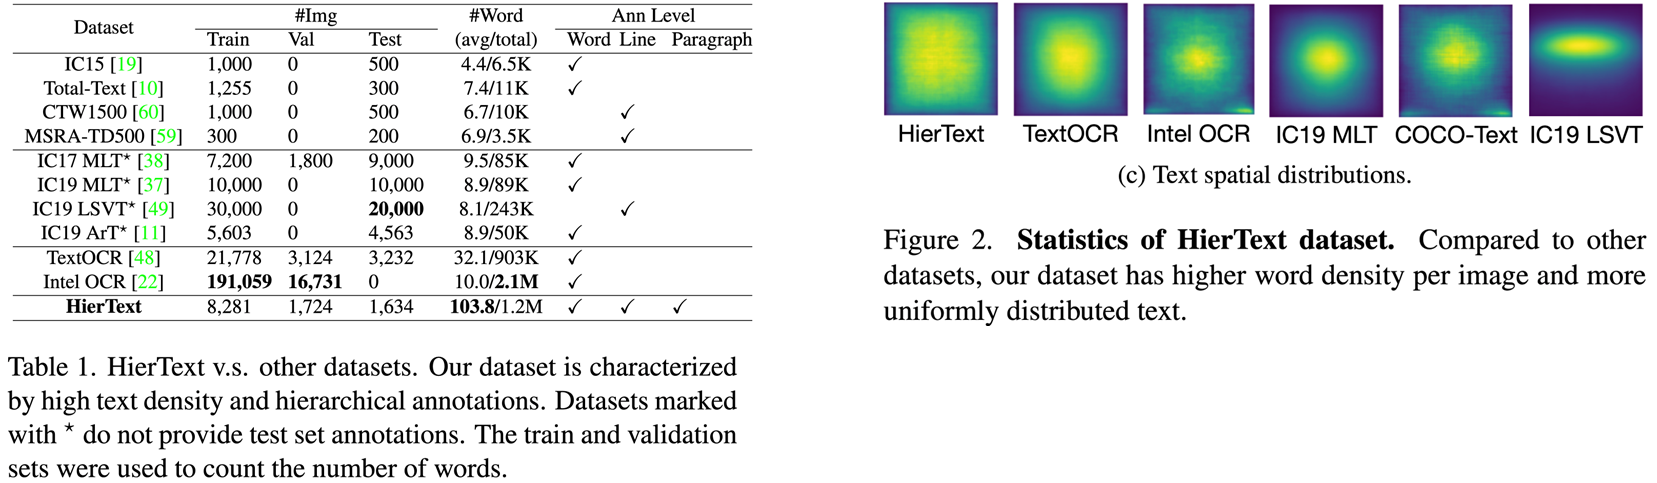 Dataset #Img #Word Ann Level
Train Val Test (avg/total) Word Line Paragraph
IC15 [19] 1,000 0 500 4.4/6.5K ✓
Total-Text [10] 1,255 0 300 7.4/11K ✓
CTW1500 [60] 1,000 0 500 6.7/10K ✓
MSRA-TD500 [59] 300 0 200 6.9/3.5K ✓
IC17 MLT* [38] 7,200 1,800 9,000 9.5/85K ✓
IC19 MLT* [37] 10,000 0 10,000 8.9/89K ✓
IC19 LSVT* [49] 30,000 0 20,000 8.1/243K ✓
IC19 ArT* [11] 5,603 0 4,563 8.9/50K ✓
TextOCR [48] 21,778 3,124 3,232 32.1/903K ✓
Intel OCR [22] 191,059 16,731 0 10.0/2.1M ✓
HierText 8,281 1,724 1,634 103.8/1.2M ✓ ✓ ✓
Table 1. HierText v.s. other datasets. Our dataset is characterized
by high text density and hierarchical annotations. Datasets marked
with * do not provide test set annotations. The train and validation
sets were used to count the number of words.
HierText TextOCR Intel OCR IC19 MLT COCO-Text IC19 LSVT
(c) Text spatial distributions.
Figure 2. Statistics of HierText dataset. Compared to other
datasets, our dataset has higher word density per image and more
uniformly distributed text.